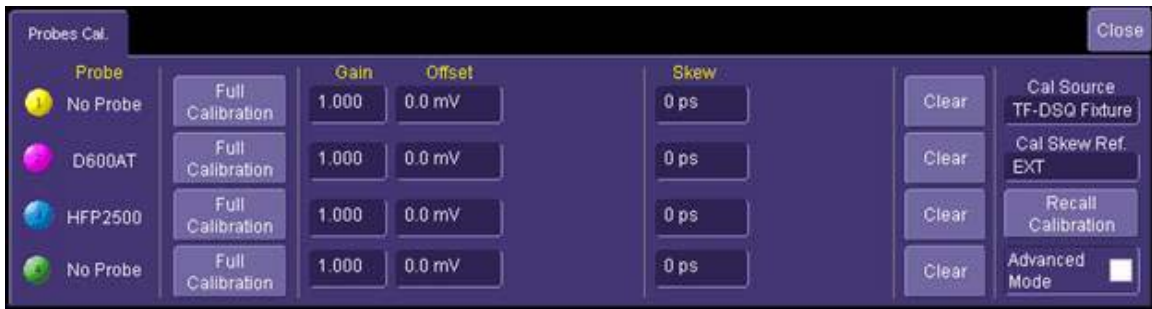 Probes Cal.
Close
Probe
Gain
Offset
Skew
1
No Probe
Full
Calibration
1.000
0.0 mV
0 ps
Clear
Cal Source
TF-DSQ Fixture
D600AT
Full
Calibration
1.000
0.0 mV
0 ps
Clear
Cal Skew Ref.
EXT
HFP2500
Full
Calibration
1.000
0.0 mV
0 ps
Clear
Recall
Calibration
No Probe
Full
Calibration
1.000
0.0 mV
0 ps
Clear
Advanced
Mode